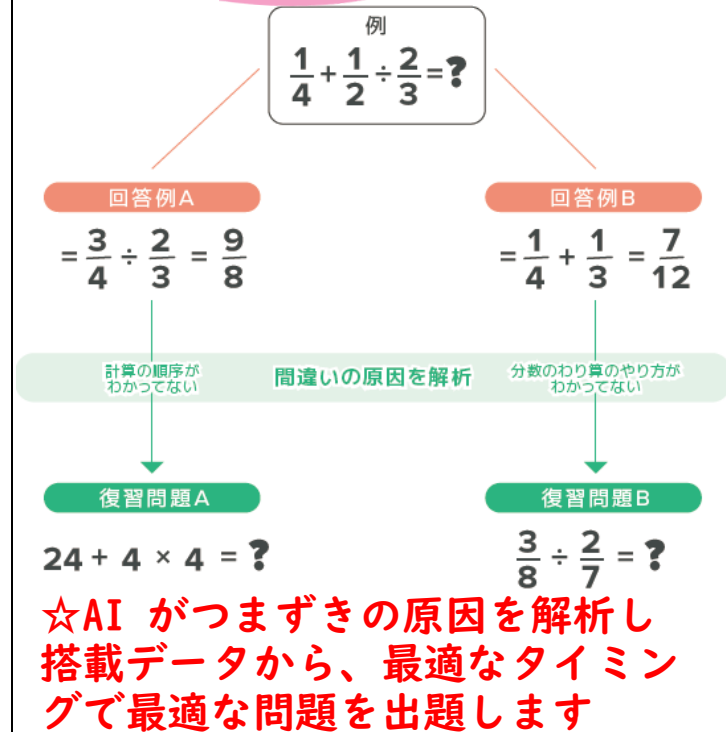 例
1/4 + 1/2 ÷ 2/3 = ?
回答例A
= 3/4 ÷ 2/3 = 9/8
回答例B
= 1/4 + 1/3 = 7/12
計算の順序が
わかってない
間違いの原因を解析
分数のわり算のやり方が
わかってない
復習問題A
24 + 4 × 4 = ?
復習問題B
3/8 ÷ 2/7 = ?
☆AI がつまずきの原因を解析し
搭載データから、最適なタイミン
グで最適な問題を出題します